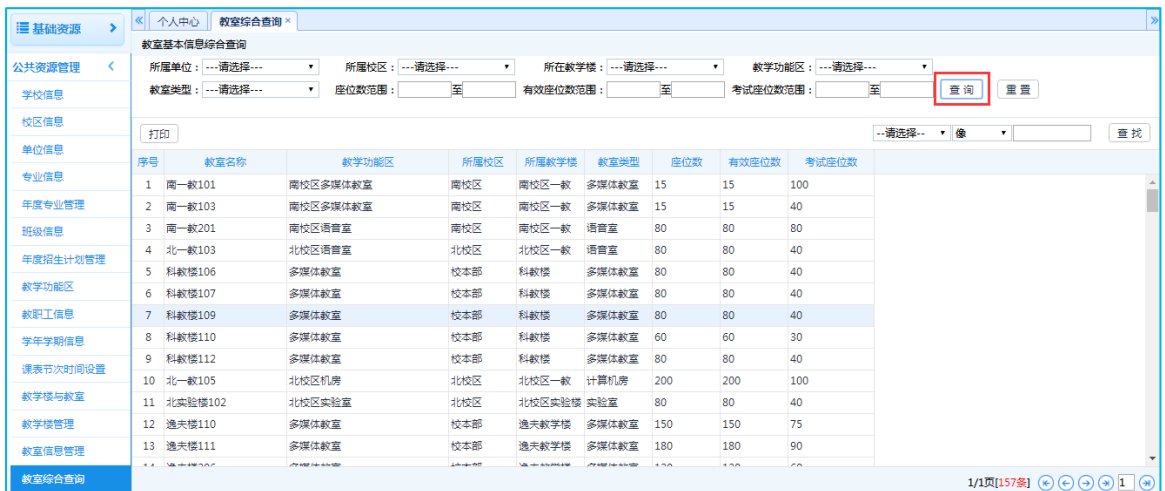 基础资源
公共资源管理
学校信息
校区信息
单位信息
专业信息
年度专业管理
班级信息
年度招生计划管理
教学功能区
教职工信息
学年学期信息
课表节次时间设置
教学楼与教室
教学楼管理
教室信息管理
教室综合查询
个人中心 教室综合查询 ×
教室基本信息综合查询
所属单位：---请选择--- 所属校区：---请选择--- 所在教学楼：---请选择--- 教学功能区：---请选择---
教室类型：---请选择--- 座位数范围： 至 有效座位数范围： 至 考试座位数范围： 至 查询 重置
打印 --请选择-- 像 查找
序号 教室名称 教学功能区 所属校区 所属教学楼 教室类型 座位数 有效座位数 考试座位数
1 南一教101 南校区多媒体教室 南校区 南校区一教 多媒体教室 15 15 100
2 南一教103 南校区多媒体教室 南校区 南校区一教 多媒体教室 15 15 40
3 南一教201 南校区语音室 南校区 南校区一教 语音室 80 80 80
4 北一教103 北校区语音室 北校区 北校区一教 语音室 80 80 40
5 科教楼106 多媒体教室 校本部 科教楼 多媒体教室 80 80 40
6 科教楼107 多媒体教室 校本部 科教楼 多媒体教室 80 80 40
7 科教楼109 多媒体教室 校本部 科教楼 多媒体教室 80 80 40
8 科教楼110 多媒体教室 校本部 科教楼 多媒体教室 60 60 30
9 科教楼112 多媒体教室 校本部 科教楼 多媒体教室 80 80 40
10 北一教105 北校区机房 北校区 北校区一教 计算机房 200 200 100
11 北实验楼102 北校区实验室 北校区 北校区实验楼 实验室 80 80 40
12 逸夫楼110 多媒体教室 校本部 逸夫教学楼 多媒体教室 150 150 75
13 逸夫楼111 多媒体教室 校本部 逸夫教学楼 多媒体教室 180 180 90
1/1页[157条] 1